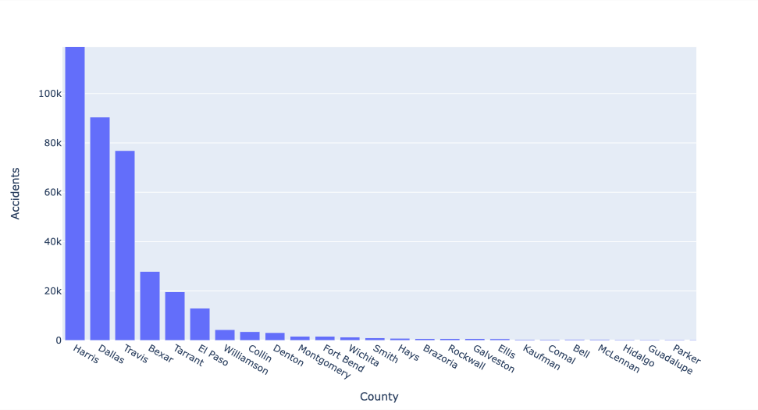 Accidents
100k
80k
60k
40k
20k
0
Harris
Dallas
Travis
Bexar
Tarrant
El Paso
Williamson
Collin
Denton
Montgomery
Fort Bend
Wichita
Smith
Hays
Brazoria
Rockwall
Galveston
Ellis
Kaufman
Comal
Bell
McLennan
Hidalgo
Guadalupe
Parker
County